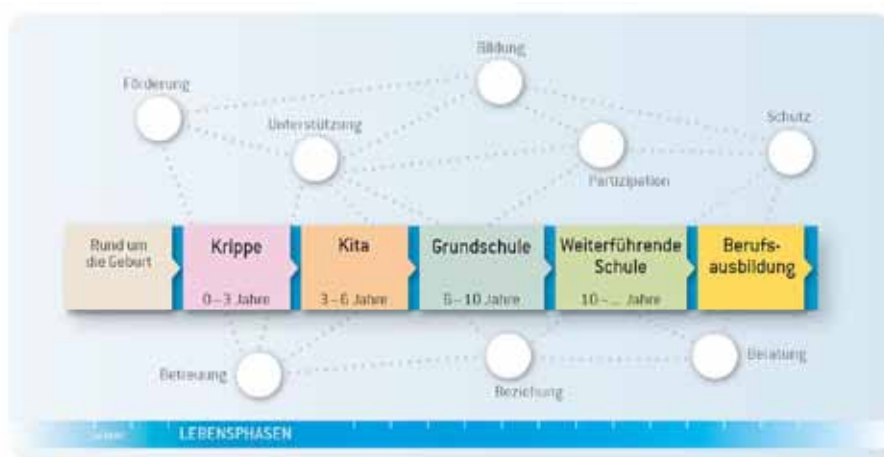 Bildung
Förderung
Unterstützung
Schutz
Partizipation
Rund um
die Geburt
Krippe
0–3 Jahre
Kita
3–6 Jahre
Grundschule
6–10 Jahre
Weiterführende
Schule
10–... Jahre
Berufs-
ausbildung
Betreuung
Beziehung
Beratung
LEBENSPHASEN